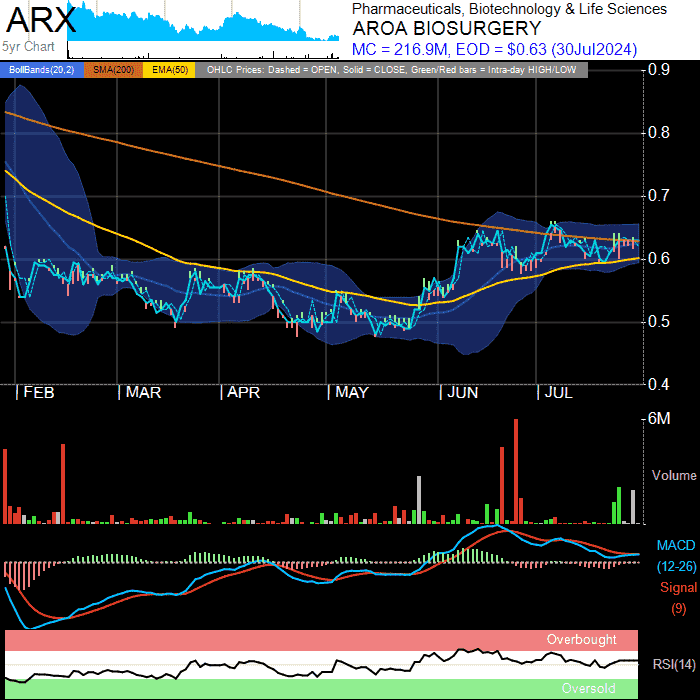 ARX
5yr Chart
Pharmaceuticals, Biotechnology & Life Sciences
AROA BIOSURGERY
MC = 216.9M, EOD = $0.63 (30Jul2024)
BollBands(20,2) SMA(200) EMA(50) OHLC Prices: Dashed = OPEN, Solid = CLOSE, Green/Red bars = Intra-day HIGH/LOW
0.9
0.8
0.7
0.6
0.5
0.4
FEB MAR APR MAY JUN JUL
6M
Volume
MACD
(12-26)
Signal
(9)
Overbought
RSI(14)
Oversold